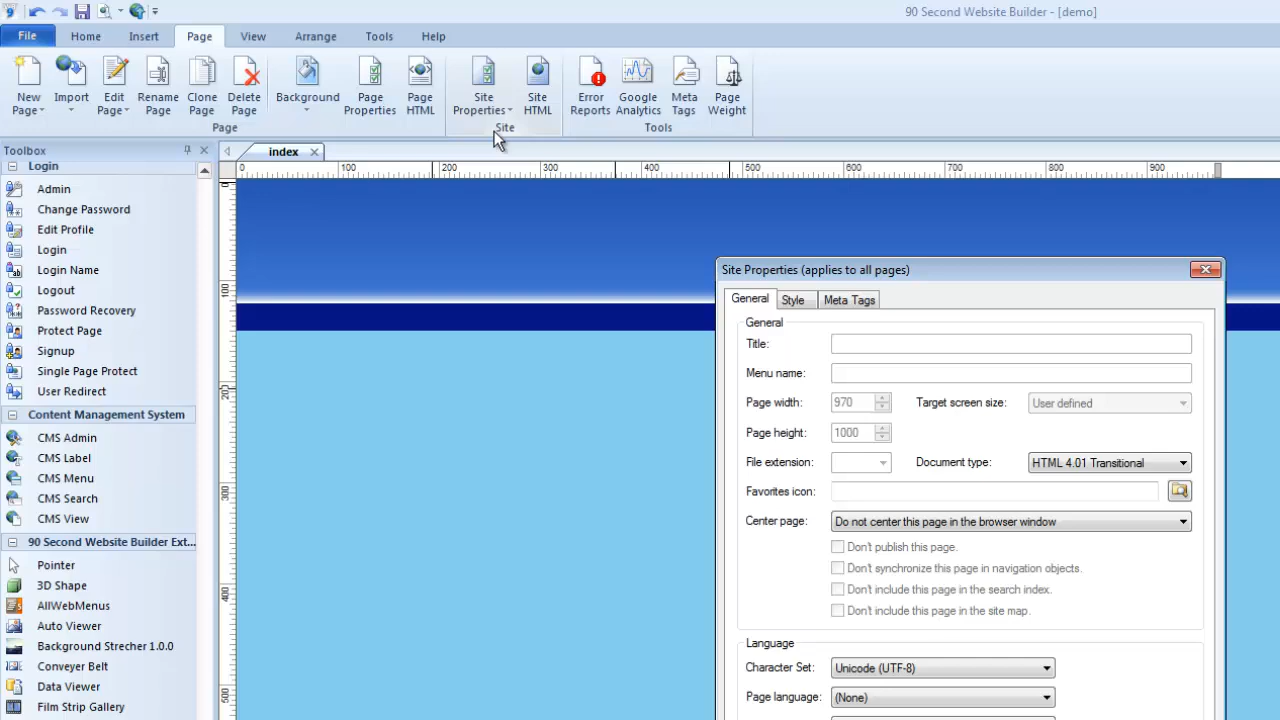 90 Second Website Builder - [demo]
File Home Insert Page View Arrange Tools Help
New Page Import Edit Page Rename Page Clone Page Delete Page Background Page Properties Page HTML Site Properties Site HTML Error Reports Google Analytics Meta Tags Page Weight
Page Site Tools
Toolbox
index
0 100 200 300 400 500 600 700 800 900
0
100
200
300
400
500
Login
Admin
Change Password
Edit Profile
Login
Login Name
Logout
Password Recovery
Protect Page
Signup
Single Page Protect
User Redirect
Content Management System
CMS Admin
CMS Label
CMS Menu
CMS Search
CMS View
90 Second Website Builder Ext...
Pointer
3D Shape
AllWebMenus
Auto Viewer
Background Strecher 1.0.0
Conveyer Belt
Data Viewer
Film Strip Gallery
Site Properties (applies to all pages)
General Style Meta Tags
General
Title:
Menu name:
Page width: 970 Target screen size: User defined
Page height: 1000
File extension: Document type: HTML 4.01 Transitional
Favorites icon:
Center page: Do not center this page in the browser window
Don't publish this page.
Don't synchronize this page in navigation objects.
Don't include this page in the search index.
Don't include this page in the site map.
Language
Character Set: Unicode (UTF-8)
Page language: (None)